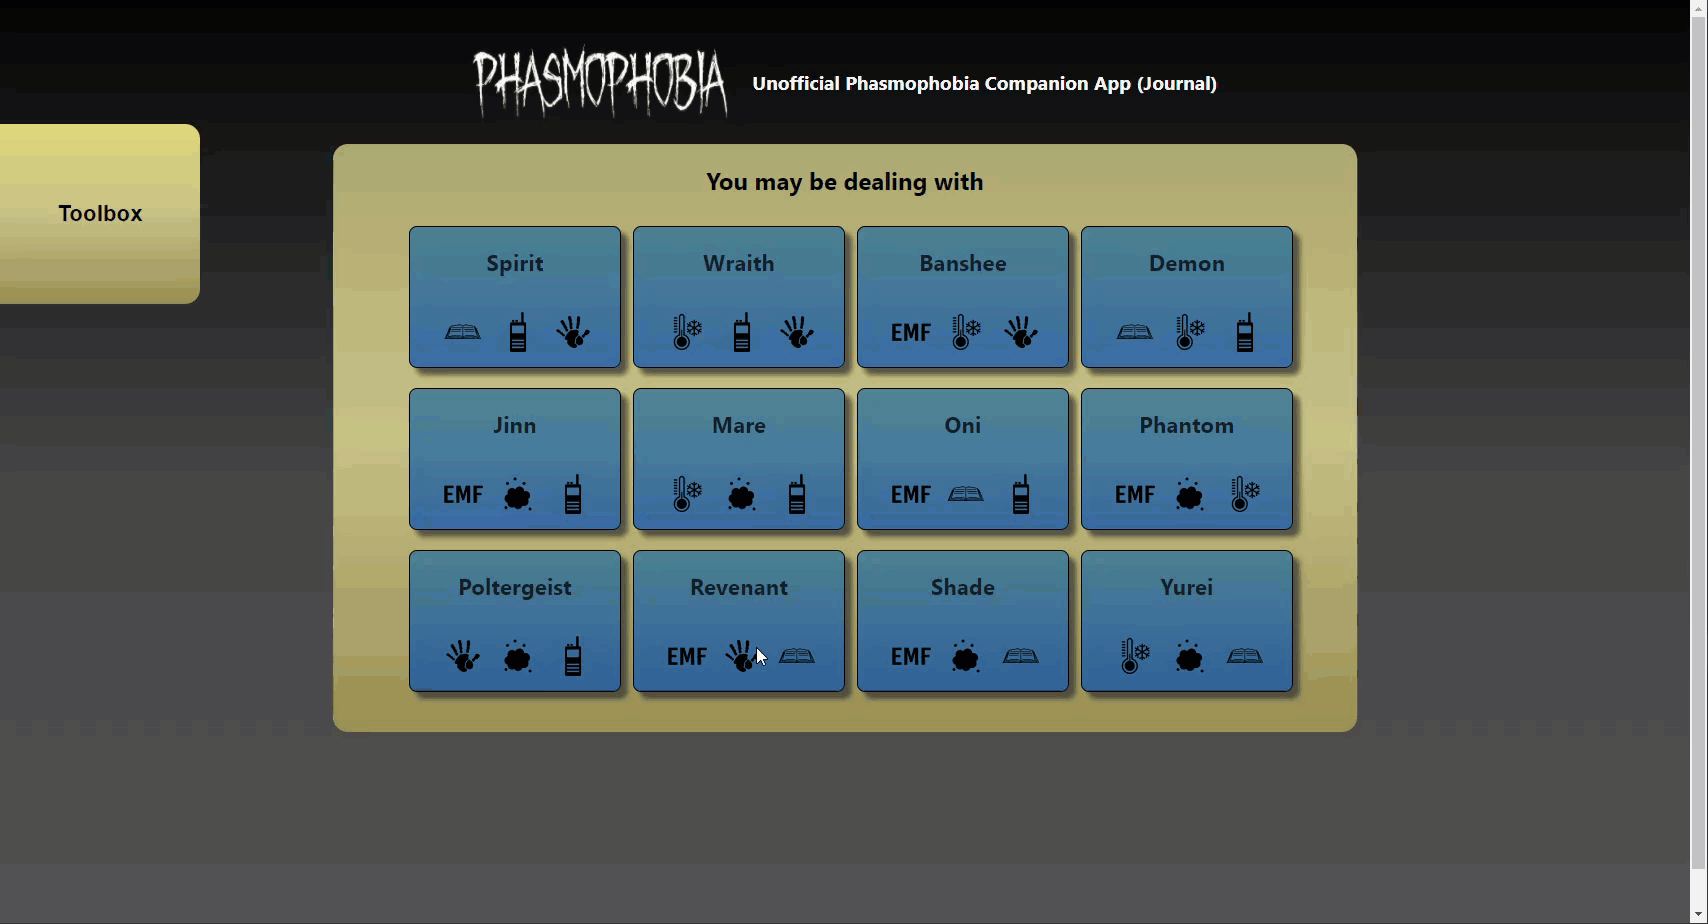 PHASMOPHOBIA
Unofficial Phasmophobia Companion App (Journal)
Toolbox
You may be dealing with
Spirit
Wraith
Banshee
EMF
Demon
Jinn
EMF
Mare
Oni
EMF
Phantom
EMF
Poltergeist
Revenant
EMF
Shade
EMF
Yurei